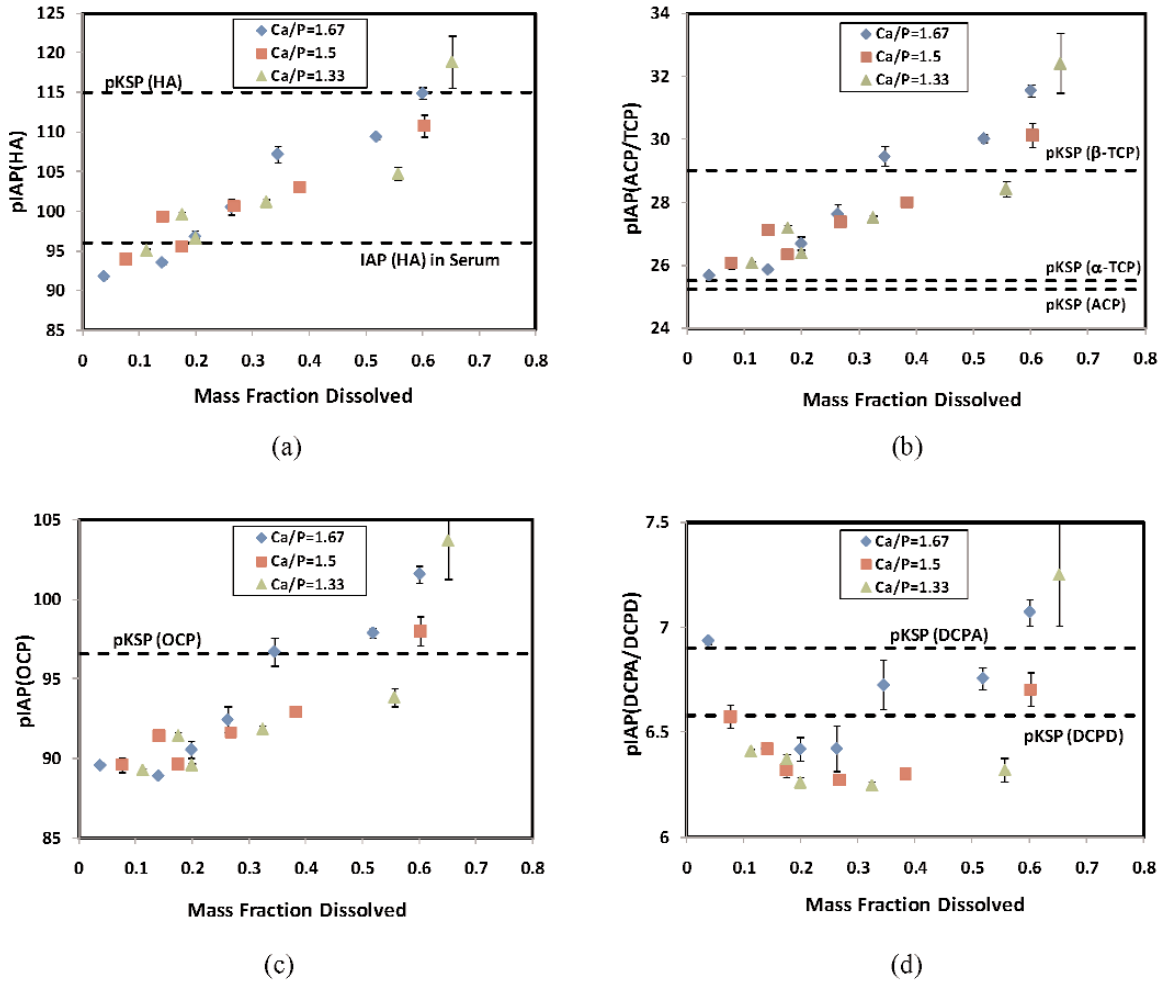 125
120
115
110
105
100
95
90
85
pIAP(HA)
Ca/P=1.67
Ca/P=1.5
Ca/P=1.33
pKSP (HA)
IAP (HA) in Serum
0 0.1 0.2 0.3 0.4 0.5 0.6 0.7 0.8
Mass Fraction Dissolved
(a)
34
32
30
28
26
24
pIAP(ACP/TCP)
Ca/P=1.67
Ca/P=1.5
Ca/P=1.33
pKSP (β-TCP)
pKSP (α-TCP)
pKSP (ACP)
0 0.1 0.2 0.3 0.4 0.5 0.6 0.7 0.8
Mass Fraction Dissolved
(b)
105
100
95
90
85
pIAP(OCP)
Ca/P=1.67
Ca/P=1.5
Ca/P=1.33
pKSP (OCP)
0 0.1 0.2 0.3 0.4 0.5 0.6 0.7 0.8
Mass Fraction Dissolved
(c)
7.5
7
6.5
6
pIAP(DCPA/DCPD)
Ca/P=1.67
Ca/P=1.5
Ca/P=1.33
pKSP (DCPA)
pKSP (DCPD)
0 0.1 0.2 0.3 0.4 0.5 0.6 0.7 0.8
Mass Fraction Dissolved
(d)